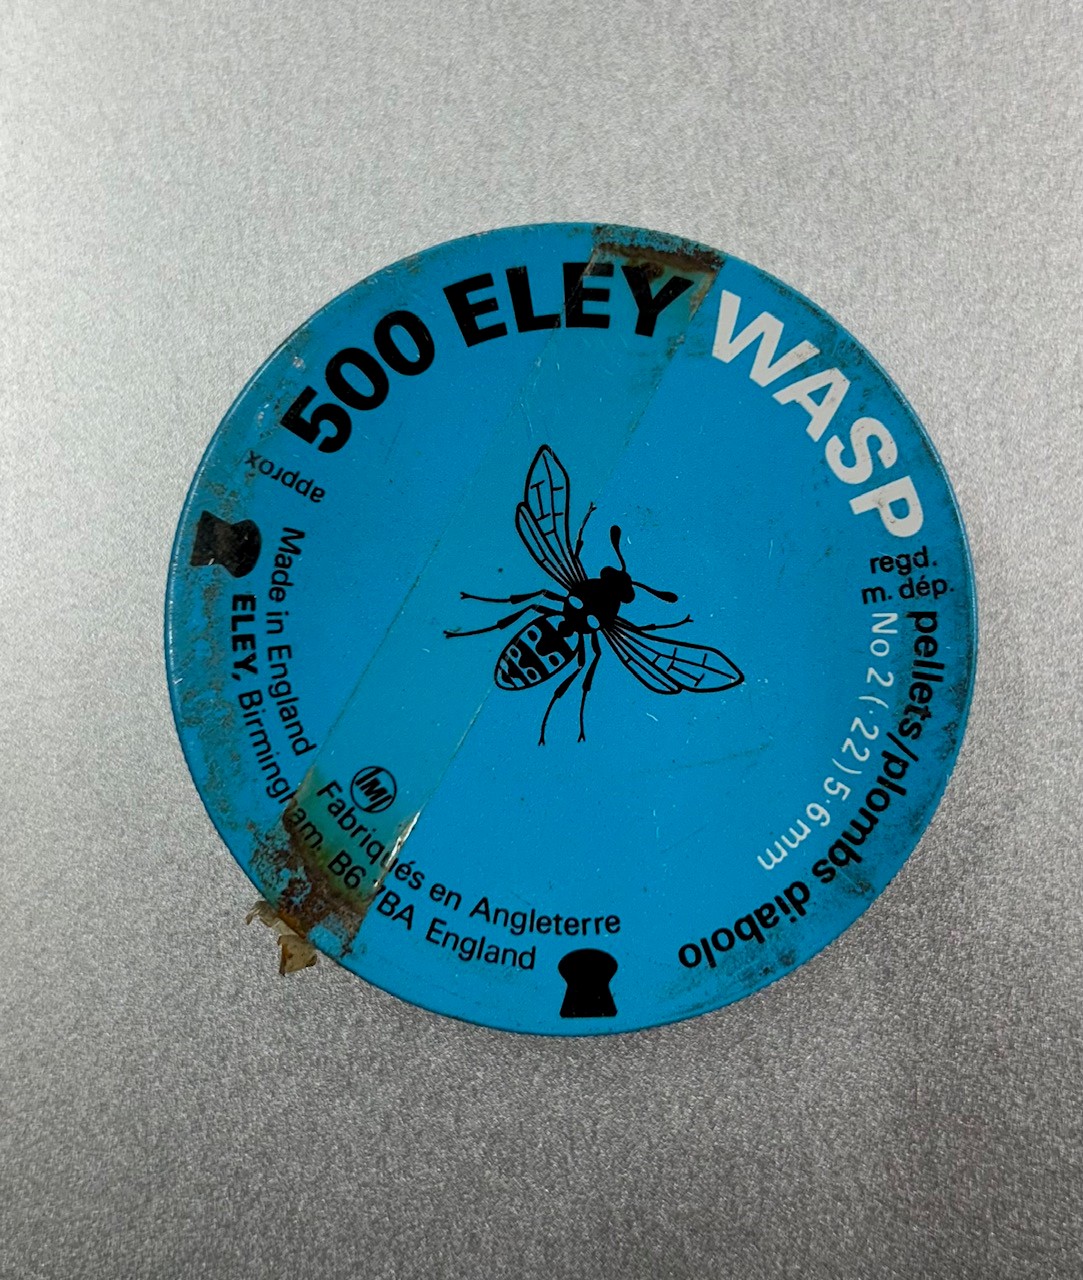 500 ELEY WASP
approx
regd.
m. dép.
pellets/plombs diabolo
No 2 (·22) 5·6mm
Made in England
IMI
Fabriqués en Angleterre
ELEY, Birmingham. B6 7BA England